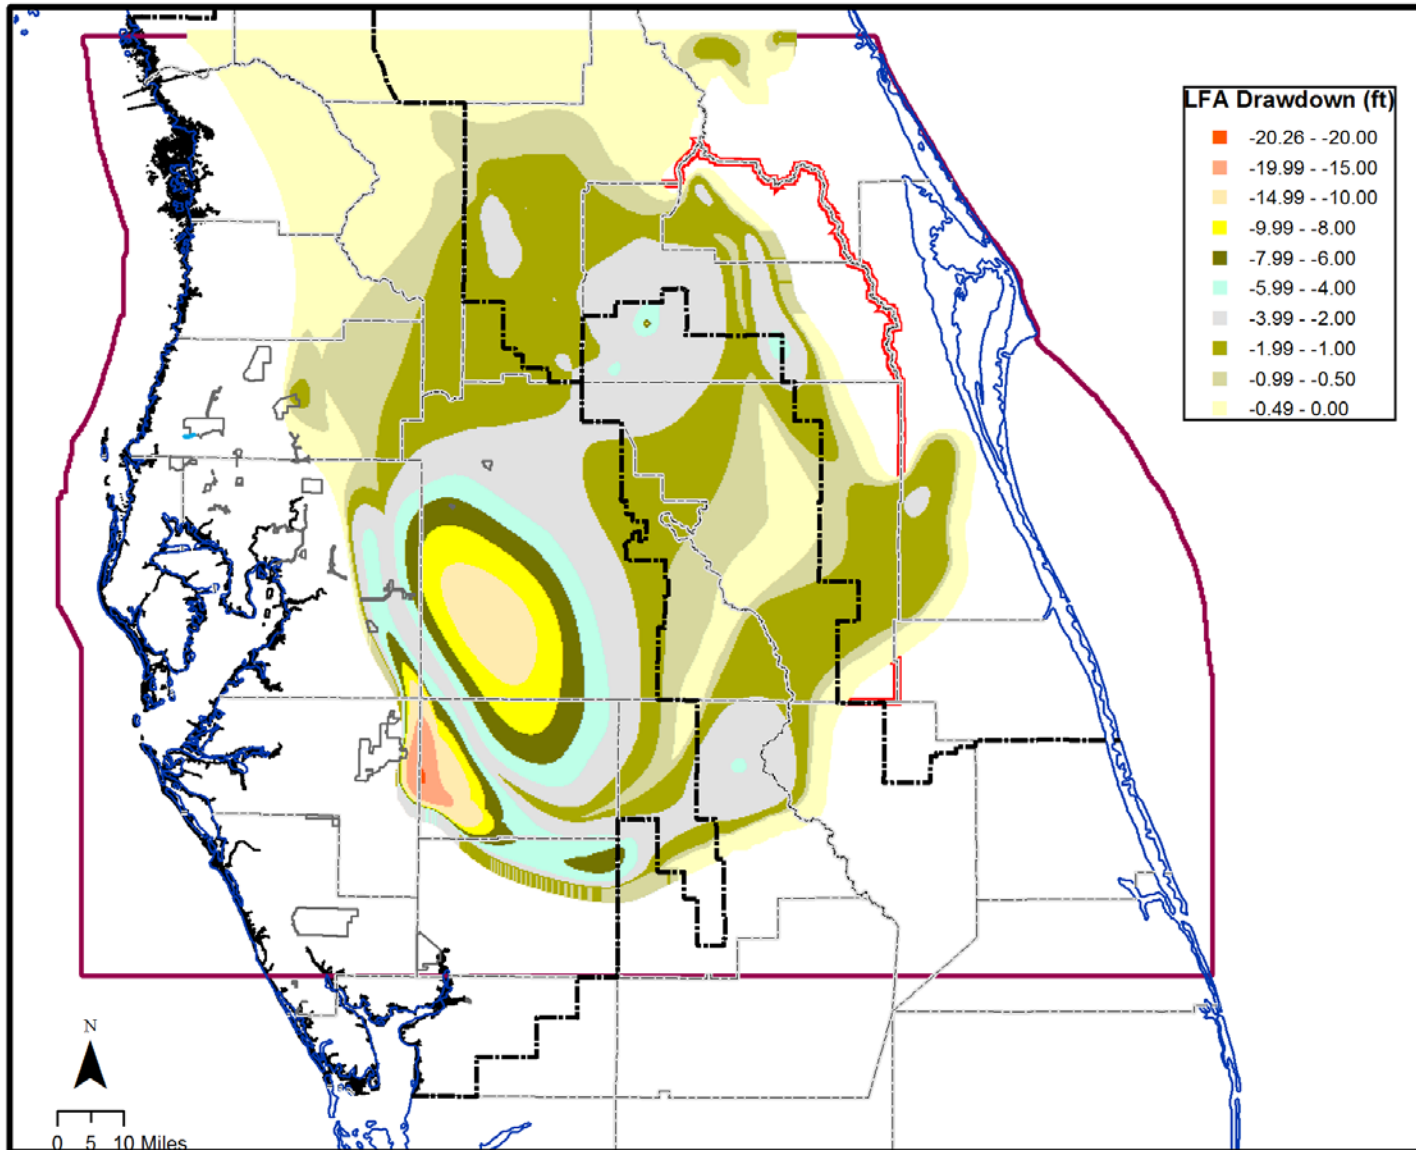 LFA Drawdown (ft)
-20.26 - -20.00
-19.99 - -15.00
-14.99 - -10.00
-9.99 - -8.00
-7.99 - -6.00
-5.99 - -4.00
-3.99 - -2.00
-1.99 - -1.00
-0.99 - -0.50
-0.49 - 0.00
N
0 5 10 Miles